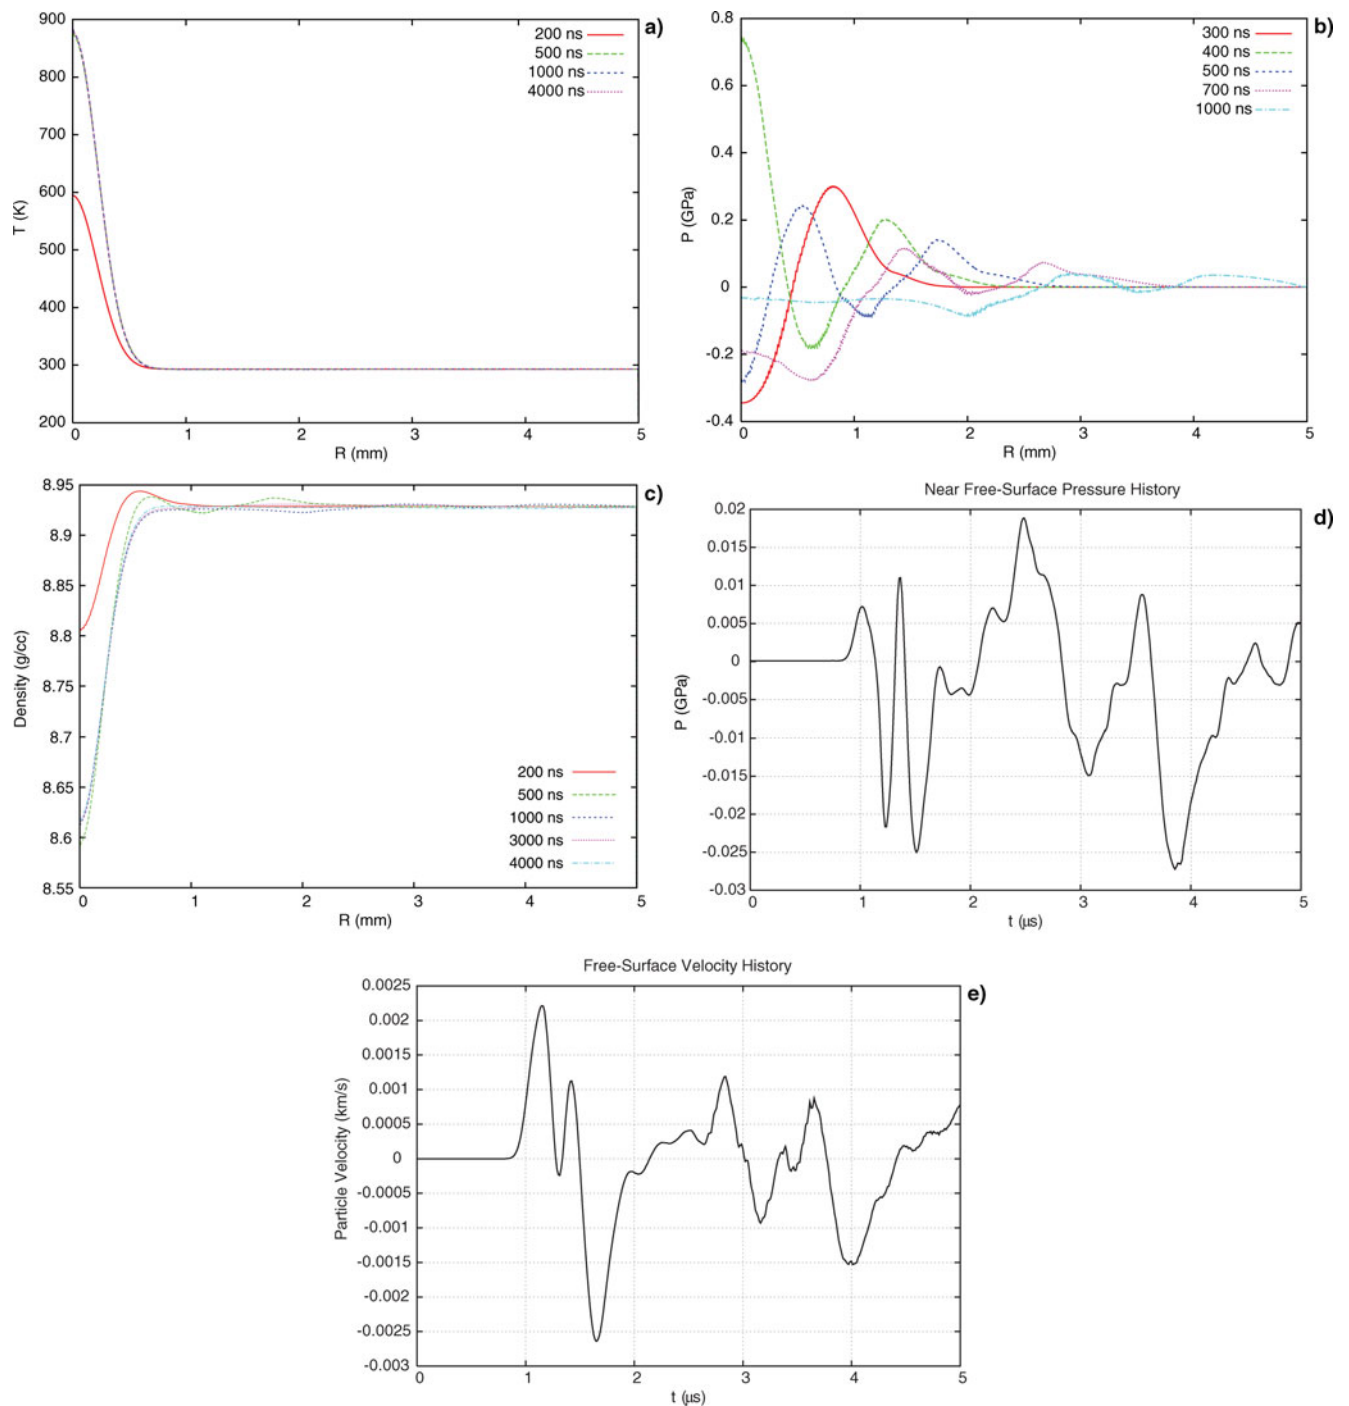 a)
900
800
700
600
500
400
300
200
T (K)
200 ns
500 ns
1000 ns
4000 ns
0 1 2 3 4 5
R (mm)
b)
0.8
0.6
0.4
0.2
0
-0.2
-0.4
P (GPa)
300 ns
400 ns
500 ns
700 ns
1000 ns
0 1 2 3 4 5
R (mm)
c)
8.95
8.9
8.85
8.8
8.75
8.7
8.65
8.6
8.55
Density (g/cc)
200 ns
500 ns
1000 ns
3000 ns
4000 ns
0 1 2 3 4 5
R (mm)
Near Free-Surface Pressure History
d)
0.02
0.015
0.01
0.005
0
-0.005
-0.01
-0.015
-0.02
-0.025
-0.03
P (GPa)
0 1 2 3 4 5
t (μs)
Free-Surface Velocity History
e)
0.0025
0.002
0.0015
0.001
0.0005
0
-0.0005
-0.001
-0.0015
-0.002
-0.0025
-0.003
Particle Velocity (km/s)
0 1 2 3 4 5
t (μs)